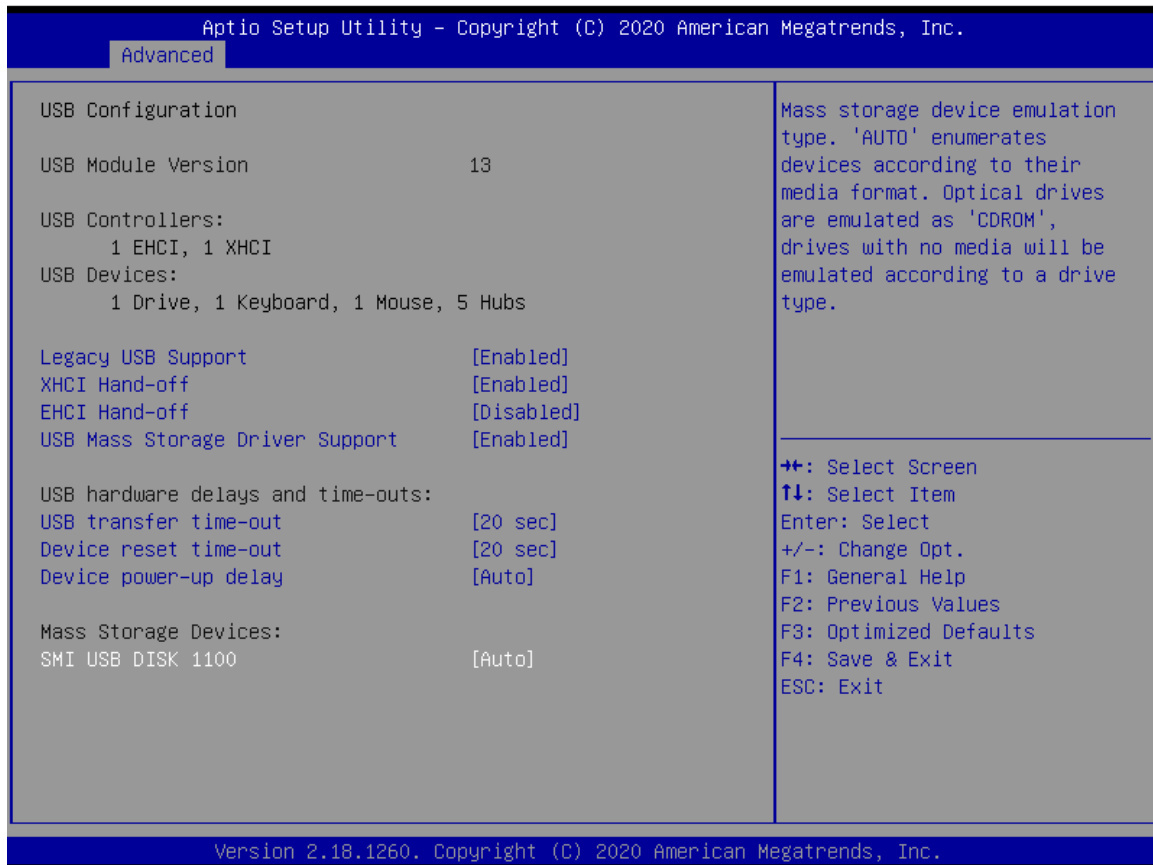 Aptio Setup Utility – Copyright (C) 2020 American Megatrends, Inc.
Advanced
USB Configuration
USB Module Version 13
USB Controllers:
1 EHCI, 1 XHCI
USB Devices:
1 Drive, 1 Keyboard, 1 Mouse, 5 Hubs
Legacy USB Support [Enabled]
XHCI Hand-off [Enabled]
EHCI Hand-off [Disabled]
USB Mass Storage Driver Support [Enabled]
USB hardware delays and time-outs:
USB transfer time-out [20 sec]
Device reset time-out [20 sec]
Device power-up delay [Auto]
Mass Storage Devices:
SMI USB DISK 1100 [Auto]
Mass storage device emulation
type. 'AUTO' enumerates
devices according to their
media format. Optical drives
are emulated as 'CDROM',
drives with no media will be
emulated according to a drive
type.
→←: Select Screen
↑↓: Select Item
Enter: Select
+/-: Change Opt.
F1: General Help
F2: Previous Values
F3: Optimized Defaults
F4: Save & Exit
ESC: Exit
Version 2.18.1260. Copyright (C) 2020 American Megatrends, Inc.